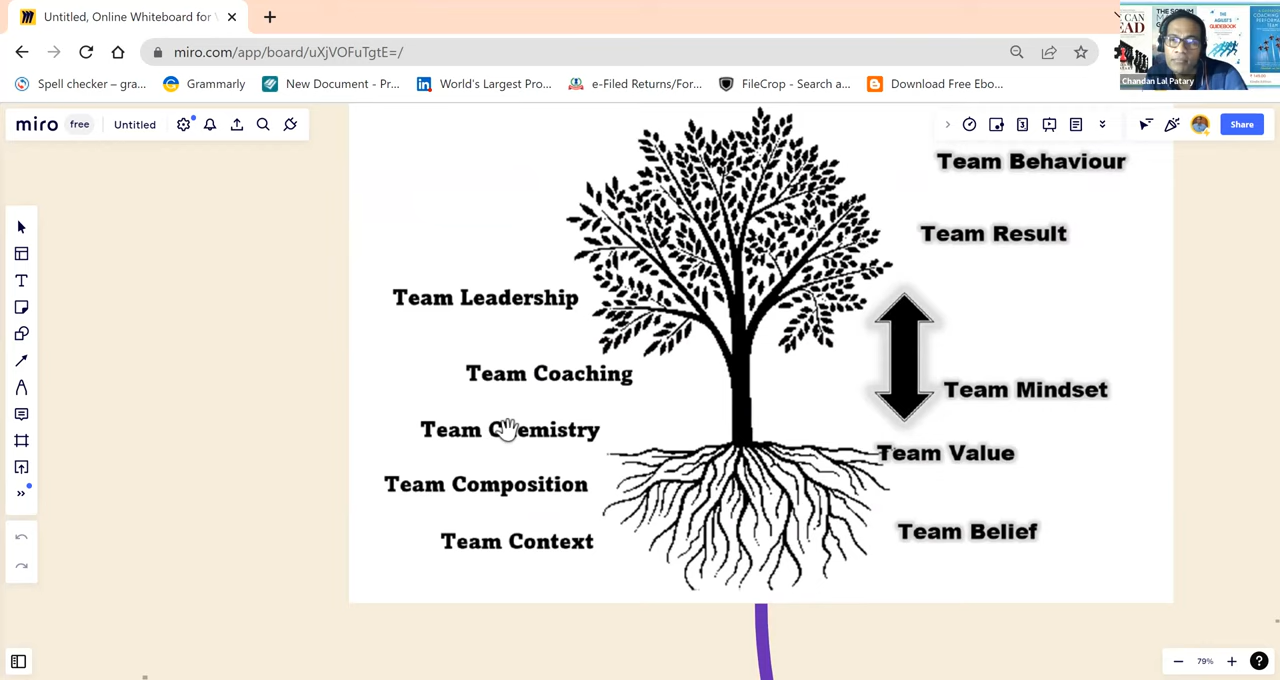 Untitled, Online Whiteboard for
miro.com/app/board/uXjVOFuTgtE=/
Spell checker – gra...
Grammarly
New Document - Pr...
World's Largest Pro...
e-Filed Returns/For...
FileCrop - Search a...
Download Free Ebo...
Chandan Lal Patary
miro free Untitled
Share
Team Behaviour
Team Result
Team Leadership
Team Coaching
Team Mindset
Team Chemistry
Team Value
Team Composition
Team Belief
Team Context
79%